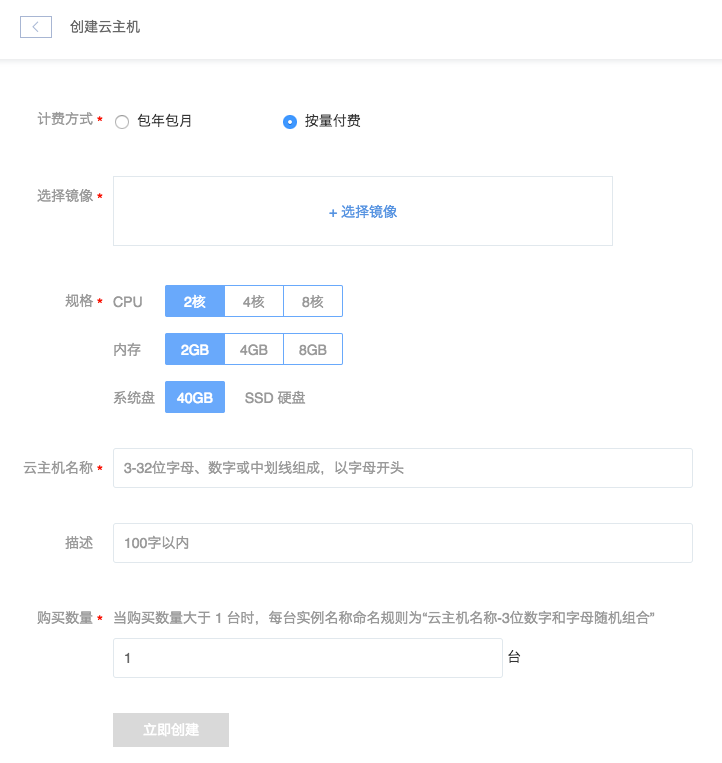 创建云主机
计费方式 * 包年包月 按量付费
选择镜像 * + 选择镜像
规格 * CPU 2核 4核 8核
内存 2GB 4GB 8GB
系统盘 40GB SSD 硬盘
云主机名称 * 3-32位字母、数字或中划线组成，以字母开头
描述 100字以内
购买数量 * 当购买数量大于 1 台时，每台实例名称命名规则为“云主机名称-3位数字和字母随机组合”
1 台
立即创建